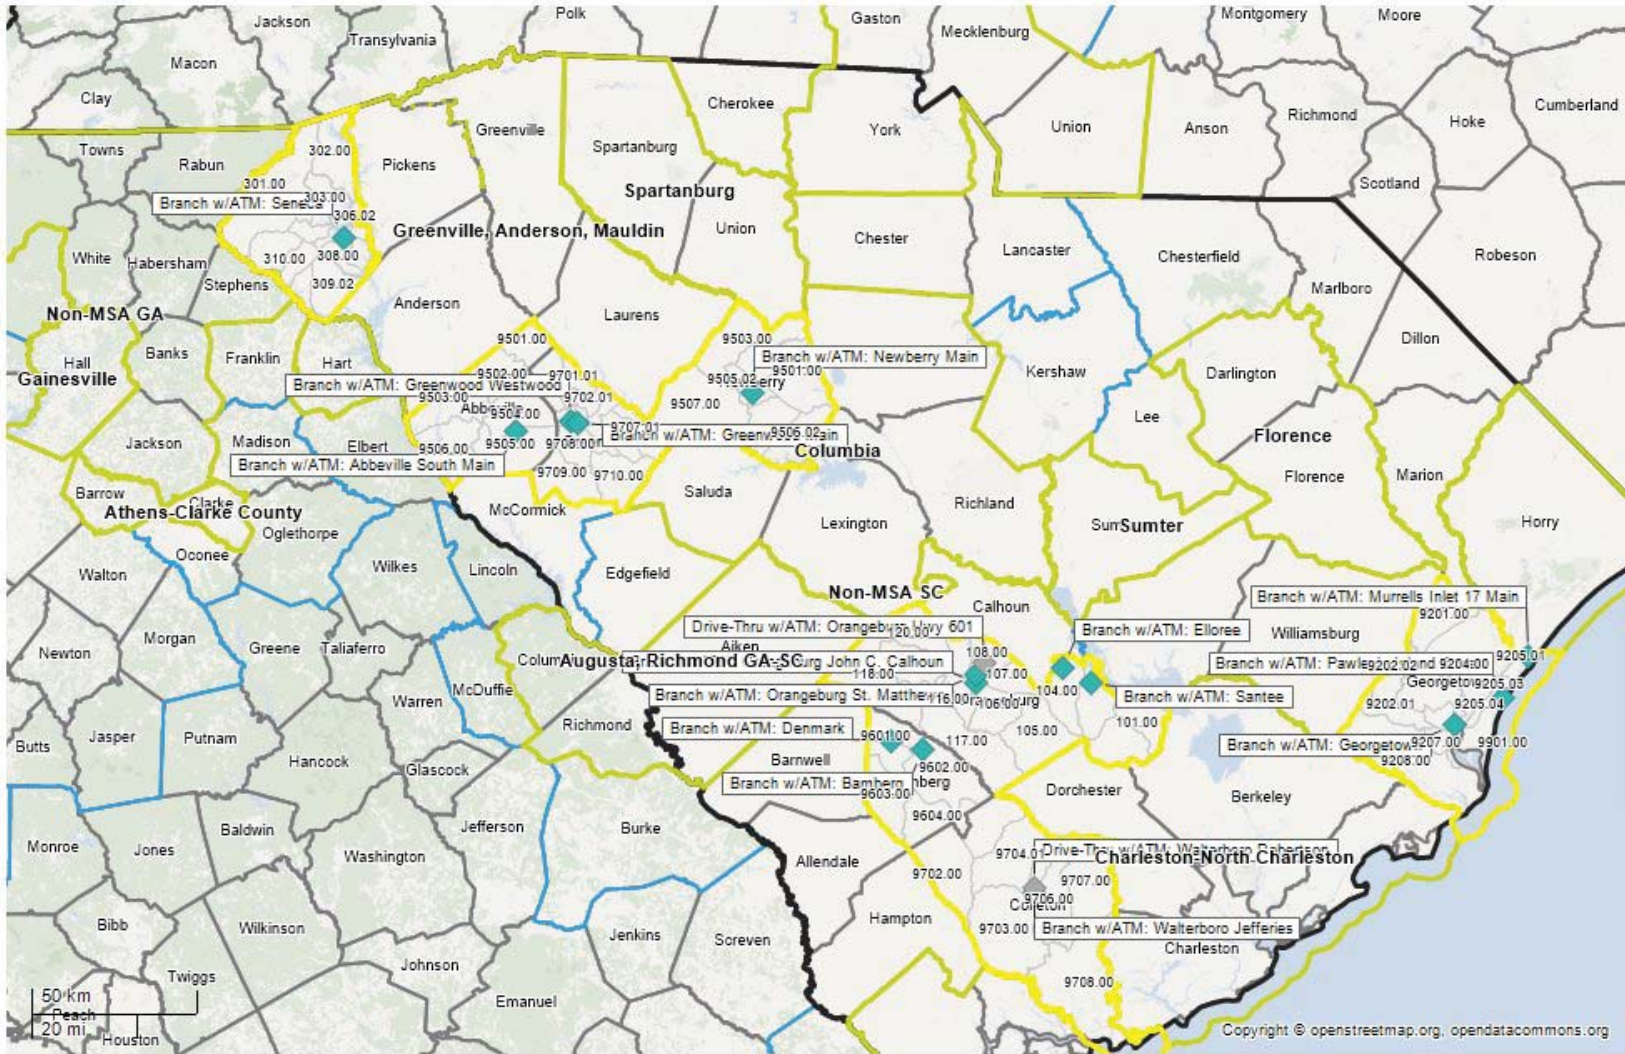 Jackson
Polk
Gaston
Mecklenburg
Montgomery
Moore
Transylvania
Macon
Clay
Cherokee
Cumberland
Greenville
York
Union
Anson
Richmond
Hoke
Towns
Rabun
302.00
Pickens
Spartanburg
301.00
303.00
Spartanburg
Scotland
Branch w/ATM: Seneca
306.02
Greenville, Anderson, Mauldin
Union
Chester
Lancaster
Chesterfield
Robeson
White
Habersham
310.00
308.00
Stephens
309.02
Marlboro
Anderson
Non-MSA GA
Laurens
9501.00
9503.00
Dillon
Banks
Franklin
Hart
Hall
Branch w/ATM: Newberry Main
Gainesville
9502.00
9701.01
9505.02
9501.00
Kershaw
Darlington
Branch w/ATM: Greenwood Westwood
9503.00
9702.01
9507.00
9504.00
Lee
Jackson
Madison
Elbert
9506.00
9505.00
9708.00
9707.01
9506.02
Florence
Columbia
Branch w/ATM: Abbeville South Main
9709.00
9710.00
Florence
Marion
Barrow
Clarke
Saluda
Athens-Clarke County
McCormick
Lexington
Richland
Sumter
Horry
Oglethorpe
Oconee
Walton
Wilkes
Lincoln
Edgefield
Non-MSA SC
Calhoun
Branch w/ATM: Murrells Inlet 17 Main
9201.00
Drive-Thru w/ATM: Orangeburg Hwy 601
120.00
Branch w/ATM: Elloree
Williamsburg
Morgan
Newton
Greene
Taliaferro
Aiken
108.00
9205.01
Augusta, Richmond GA-SC
John C. Calhoun
9202.02
9204.00
118.00
107.00
104.00
9205.03
McDuffie
Branch w/ATM: Orangeburg St. Matthews
116.00
106.00
Branch w/ATM: Santee
9202.01
9205.04
Warren
Richmond
101.00
Branch w/ATM: Denmark
105.00
Butts
Jasper
Putnam
9601.00
117.00
9207.00
9901.00
Hancock
Barnwell
9602.00
9208.00
Glascock
Branch w/ATM: Bamberg
9603.00
Dorchester
Berkeley
9604.00
Monroe
Jones
Baldwin
Jefferson
Burke
Washington
Allendale
9704.01
Drive-Thru w/ATM: Walterboro Robertson
Charleston-North Charleston
9702.00
9707.00
Bibb
Wilkinson
Hampton
9706.00
Colleton
9703.00
Branch w/ATM: Walterboro Jefferies
Jenkins
Screven
Charleston
Johnson
Twiggs
9708.00
Emanuel
50 km
Peach
20 mi
Houston
Copyright © openstreetmap.org, opendatacommons.org